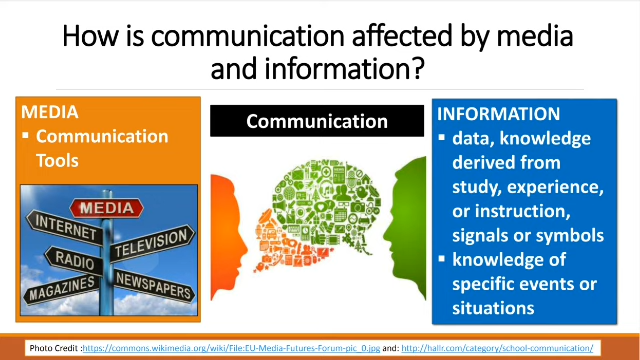 How is communication affected by media
and information?
MEDIA
▪ Communication
Tools
MEDIA
INTERNET
TELEVISION
RADIO
MAGAZINES
NEWSPAPERS
Communication
INFORMATION
▪ data, knowledge
derived from
study, experience,
or instruction,
signals or symbols
▪ knowledge of
specific events or
situations
Photo Credit :https://commons.wikimedia.org/wiki/File:EU-Media-Futures-Forum-pic_0.jpg and: http://hallr.com/category/school-communication/